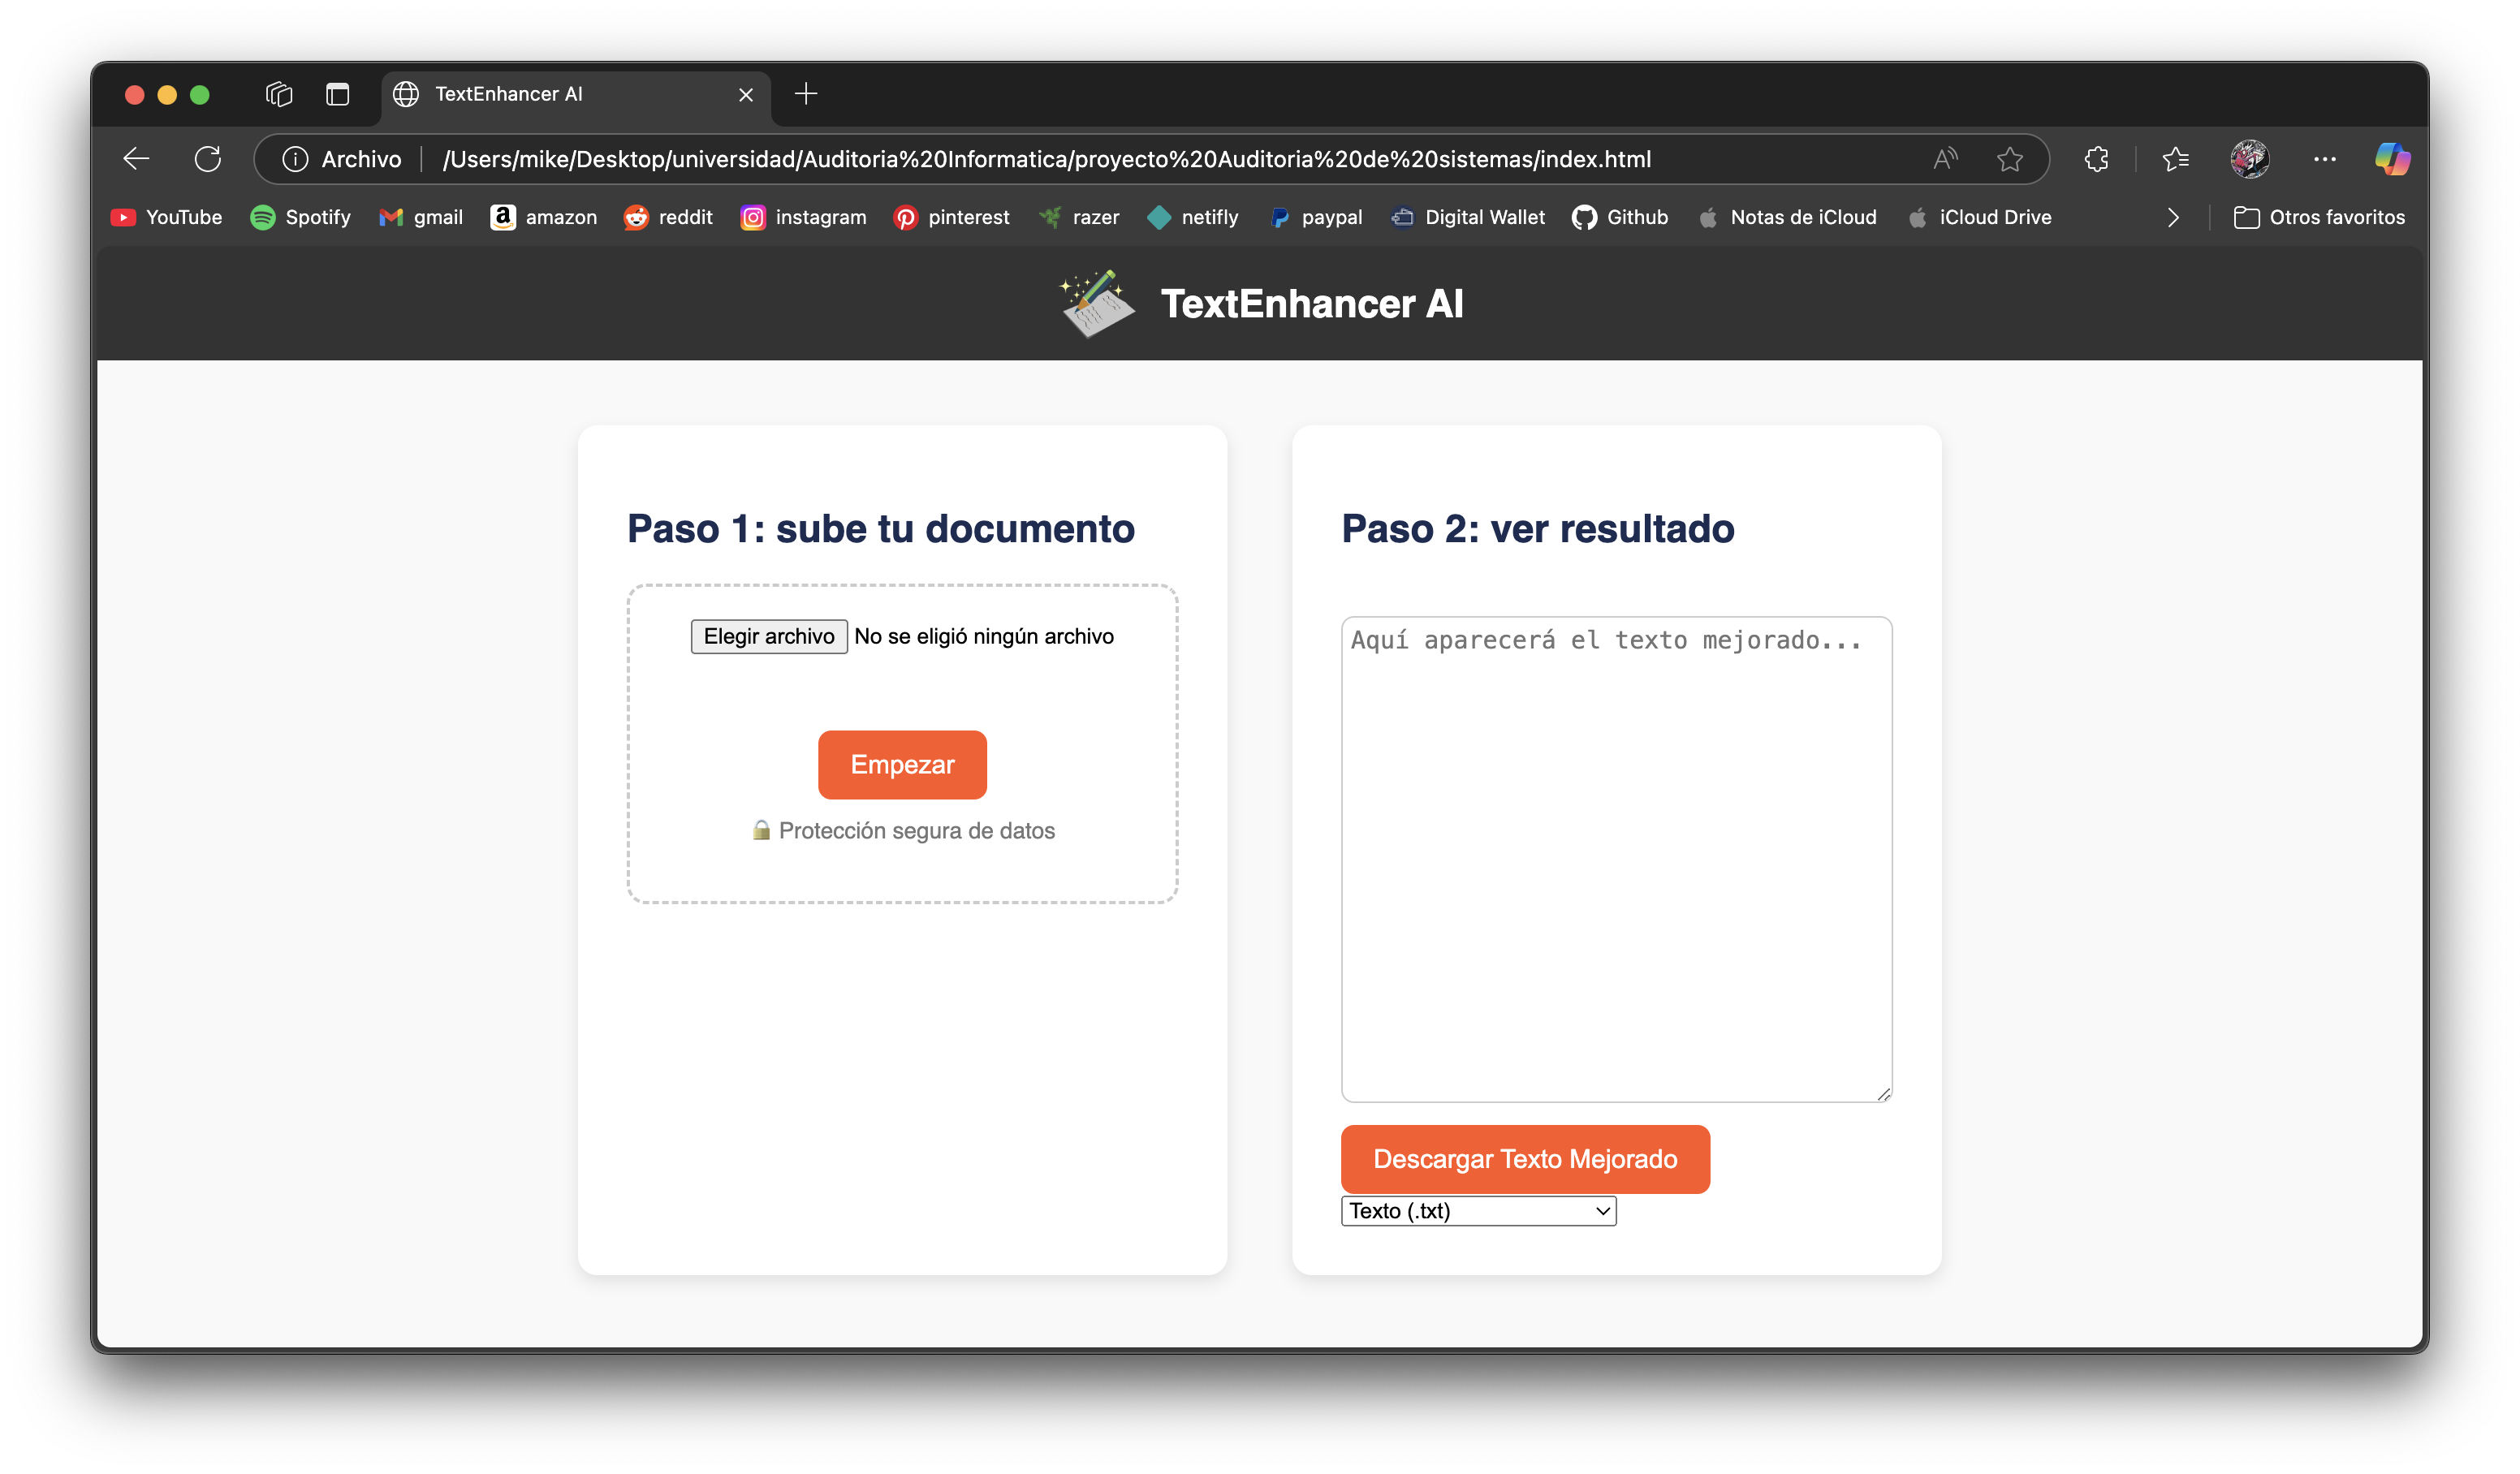 TextEnhancer AI
Archivo /Users/mike/Desktop/universidad/Auditoria%20Informatica/proyecto%20Auditoria%20de%20sistemas/index.html
YouTube Spotify gmail amazon reddit instagram pinterest razer netifly paypal Digital Wallet Github Notas de iCloud iCloud Drive Otros favoritos
TextEnhancer AI
Paso 1: sube tu documento
Elegir archivo No se eligió ningún archivo
Empezar
🔒 Protección segura de datos
Paso 2: ver resultado
Aquí aparecerá el texto mejorado...
Descargar Texto Mejorado
Texto (.txt)